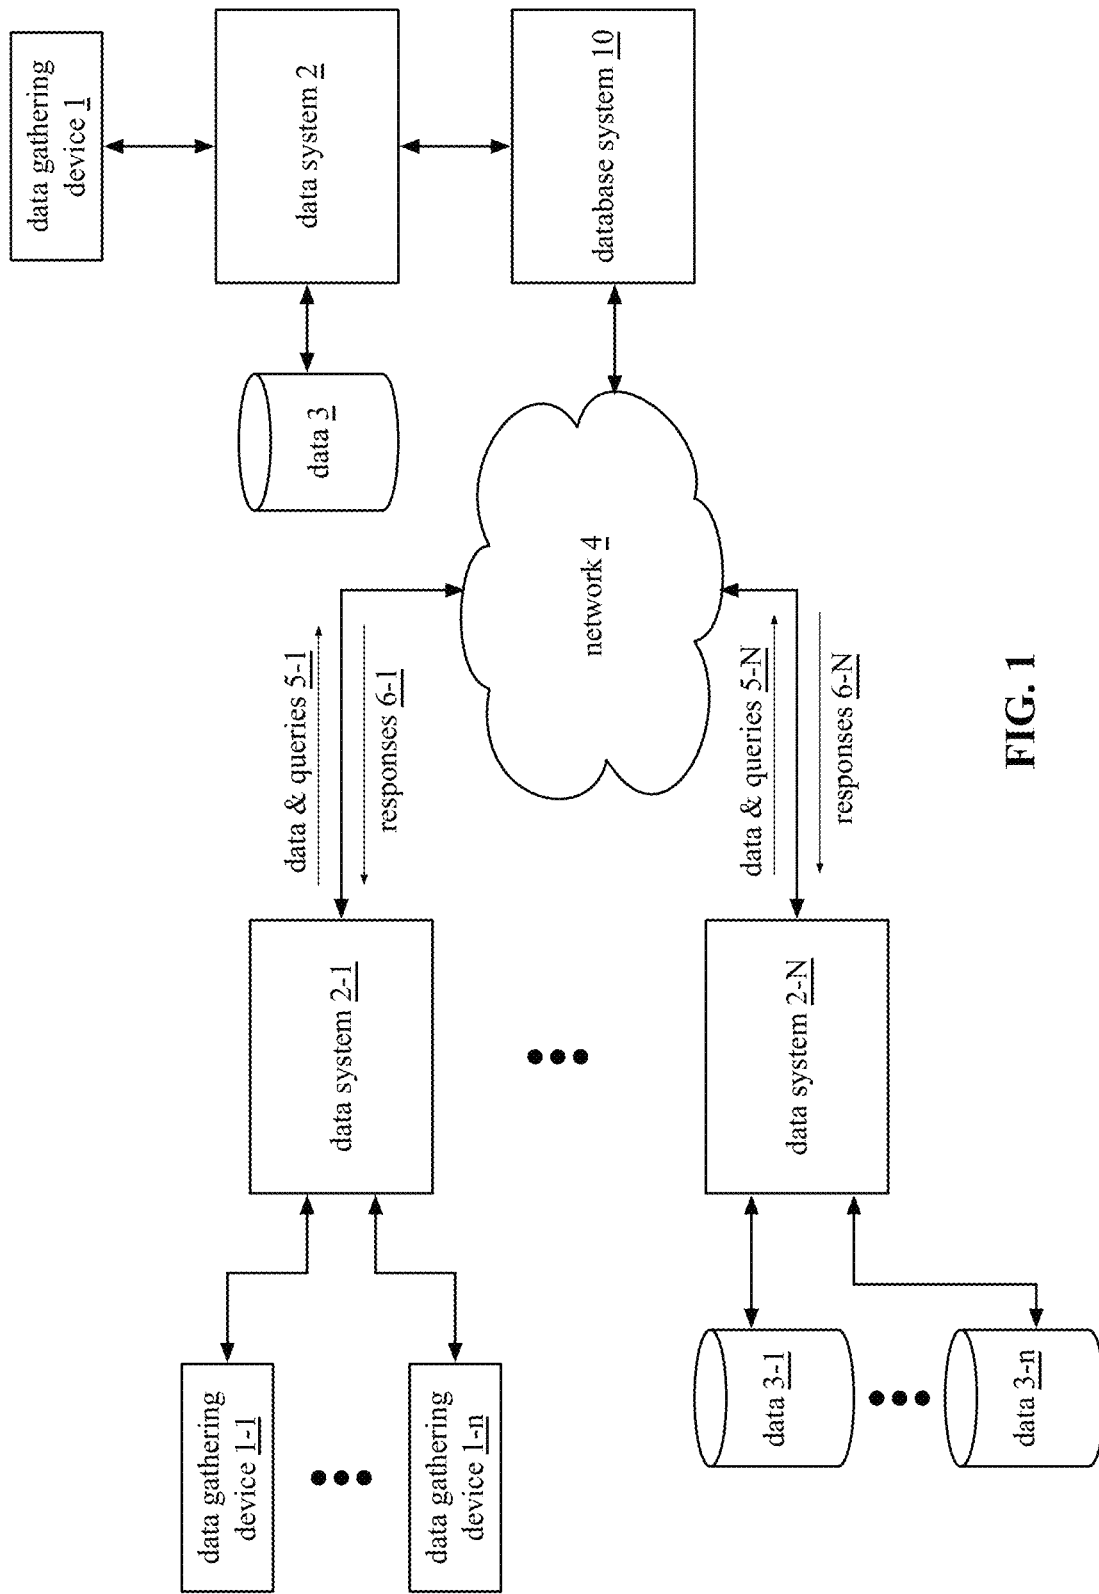 data gathering
device 1-1
data gathering
device 1-n
data system 2-1
data & queries 5-1
responses 6-1
data 3
data gathering
device 1
data system 2
network 4
database system 10
data 3-1
data 3-n
data system 2-N
data & queries 5-N
responses 6-N
FIG. 1